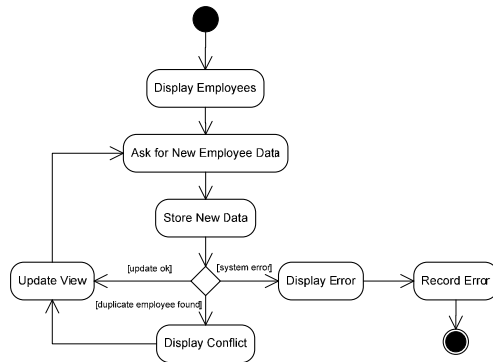 Display Employees
Ask for New Employee Data
Store New Data
[update ok]
[system error]
Update View
Display Error
Record Error
[duplicate employee found]
Display Conflict